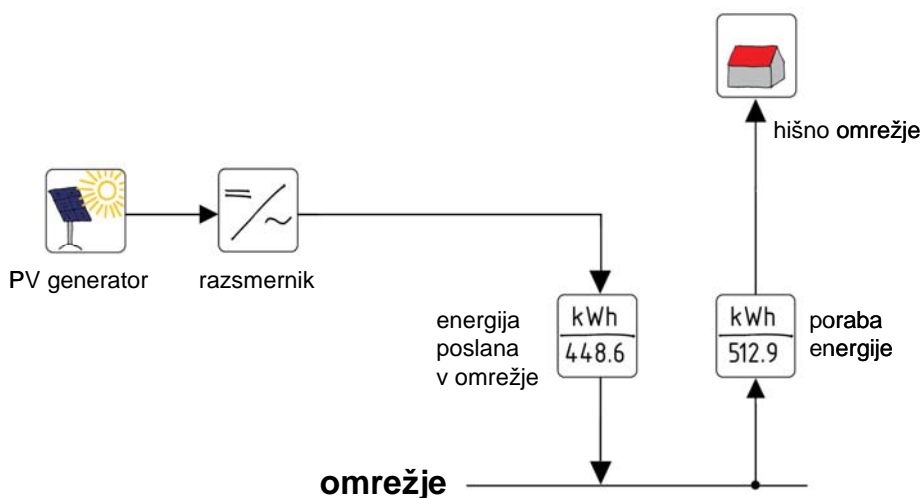 hišno omrežje
PV generator
razsmernik
energija
poslana
v omrežje
kWh
448.6
kWh
512.9
poraba
energije
omrežje